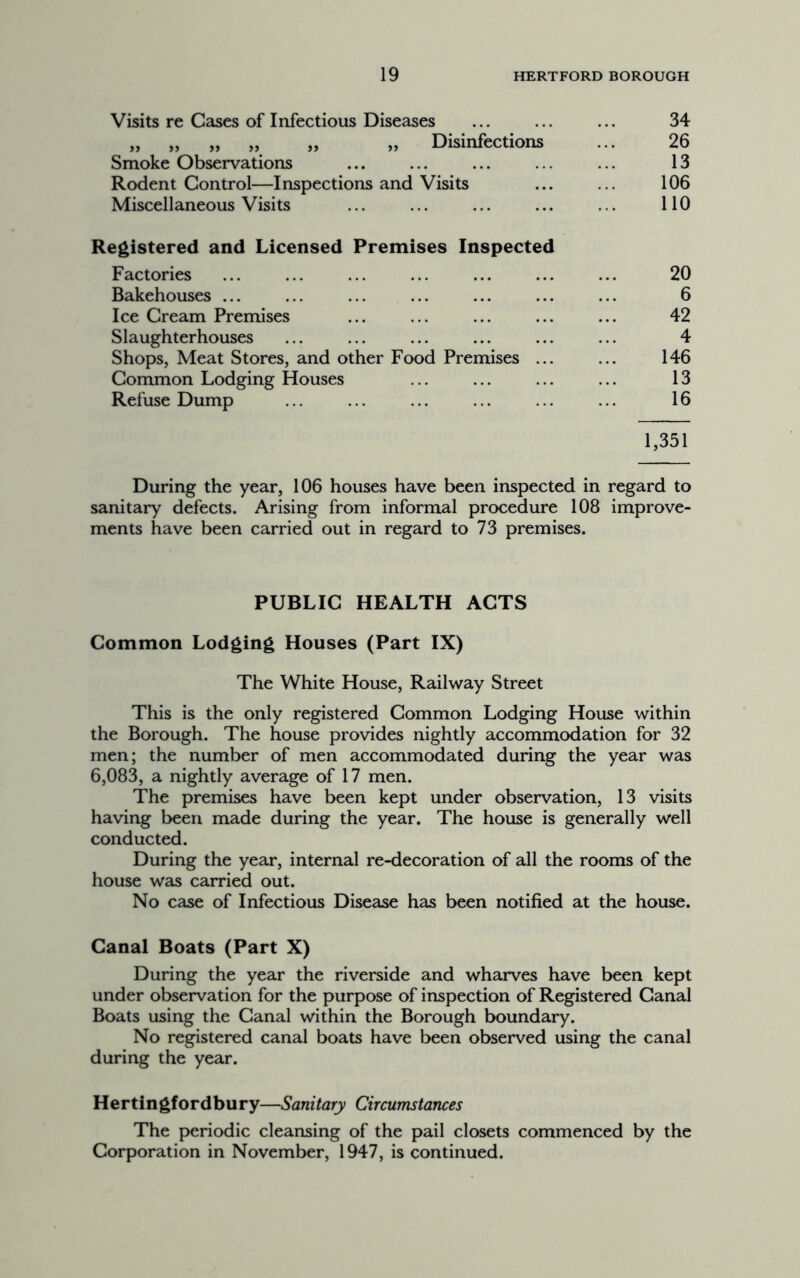 19 HERTFORD BOROUGH
Visits re Cases of Infectious Diseases ... ... ... 34
„ „ „ „ „ „ Disinfections ... 26
Smoke Observations ... ... ... ... ... 13
Rodent Control—Inspections and Visits ... ... 106
Miscellaneous Visits ... ... ... ... ... 110
Registered and Licensed Premises Inspected
Factories ... ... ... ... ... ... ... 20
Bakehouses ... ... ... ... ... ... ... 6
Ice Cream Premises ... ... ... ... ... 42
Slaughterhouses ... ... ... ... ... ... 4
Shops, Meat Stores, and other Food Premises ... ... 146
Common Lodging Houses ... ... ... ... 13
Refuse Dump ... ... ... ... ... ... 16
1,351
During the year, 106 houses have been inspected in regard to
sanitary defects. Arising from informal procedure 108 improve-
ments have been carried out in regard to 73 premises.
PUBLIC HEALTH ACTS
Common Lodging Houses (Part IX)
The White House, Railway Street
This is the only registered Common Lodging House within
the Borough. The house provides nightly accommodation for 32
men; the number of men accommodated during the year was
6,083, a nightly average of 17 men.
The premises have been kept under observation, 13 visits
having been made during the year. The house is generally well
conducted.
During the year, internal re-decoration of all the rooms of the
house was carried out.
No case of Infectious Disease has been notified at the house.
Canal Boats (Part X)
During the year the riverside and wharves have been kept
under observation for the purpose of inspection of Registered Canal
Boats using the Canal within the Borough boundary.
No registered canal boats have been observed using the canal
during the year.
Hertingfordbury—Sanitary Circumstances
The periodic cleansing of the pail closets commenced by the
Corporation in November, 1947, is continued.